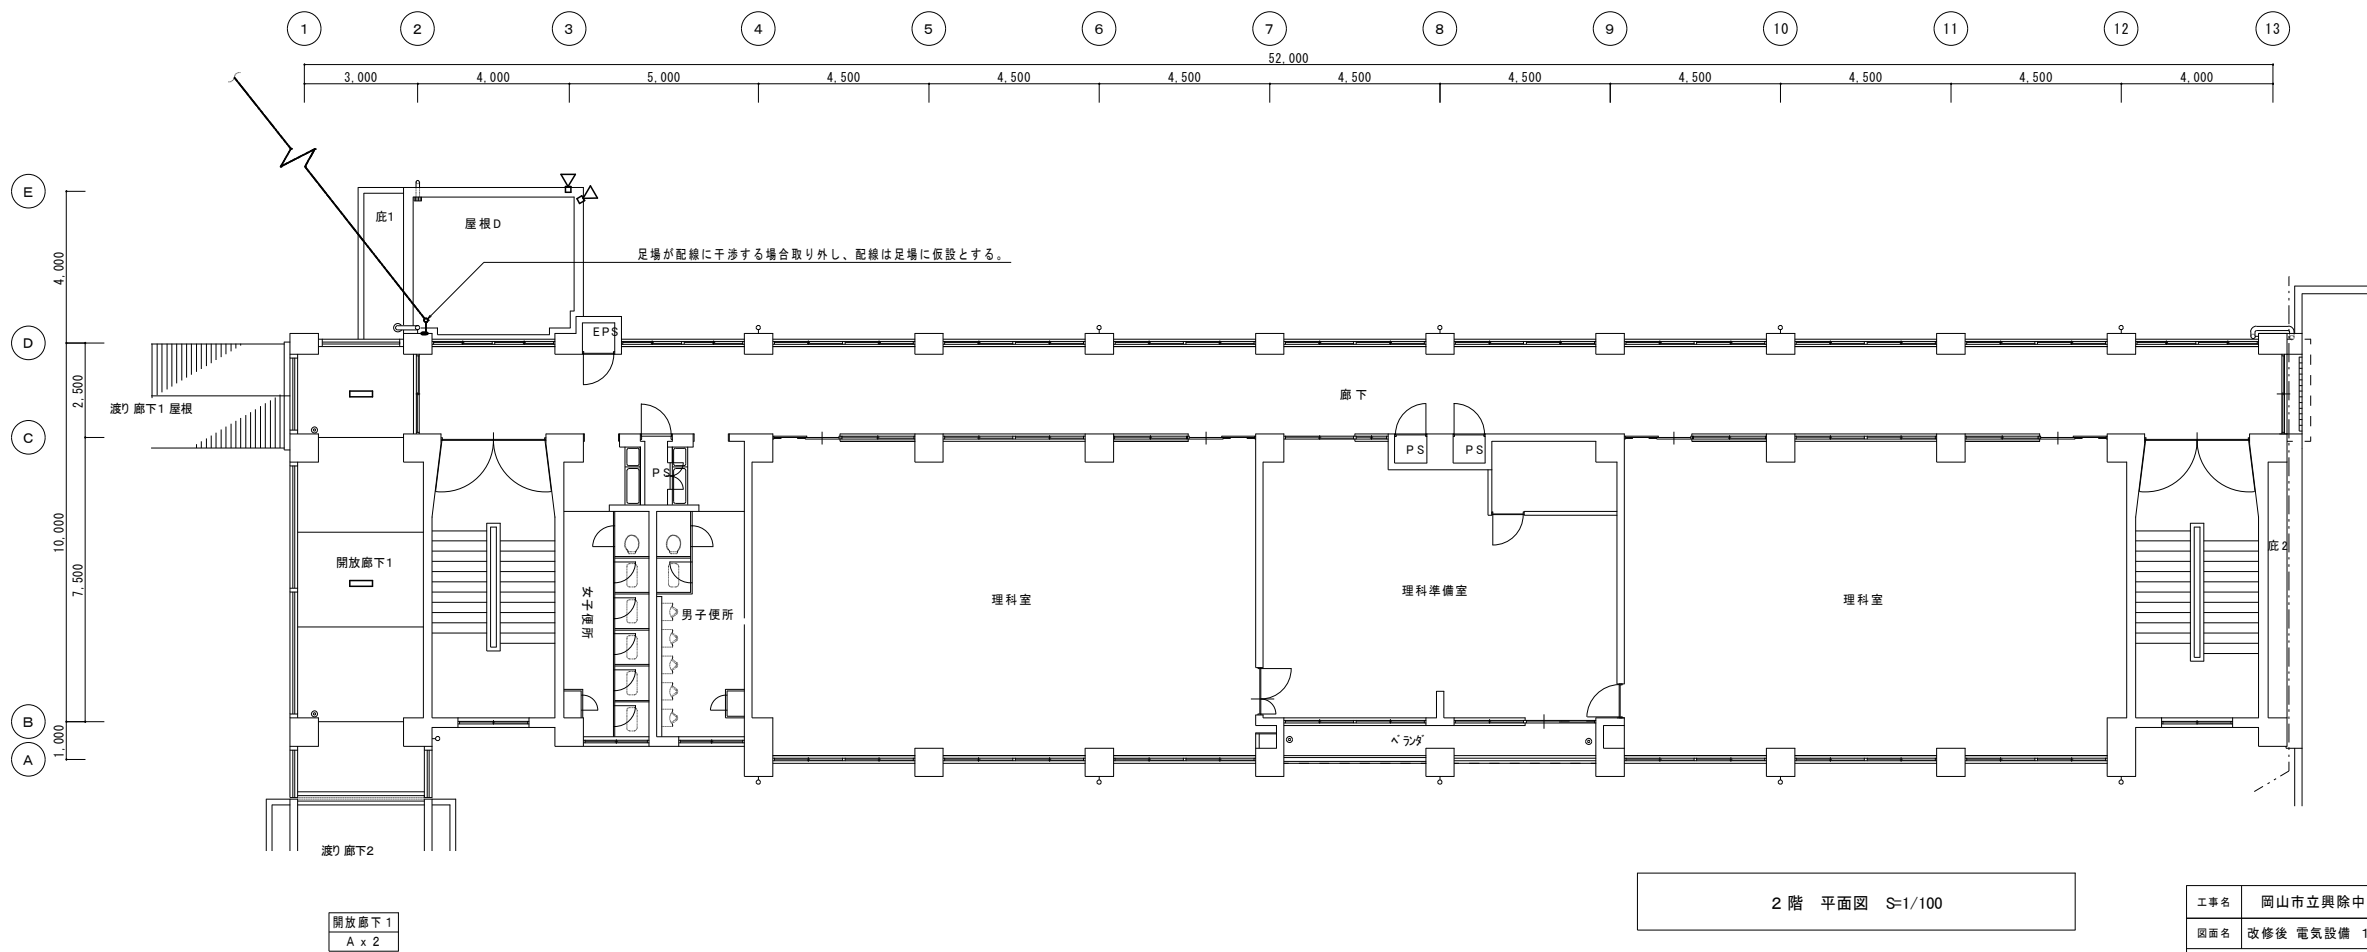 1 2 3 4 5 6 7 8 9 10 11 12 13
52,000
3,000 4,000 5,000 4,500 4,500 4,500 4,500 4,500 4,500 4,500 4,500 4,000
E
庇1
屋根D
足場が配線に干渉する場合取り外し、配線は足場に仮設とする。
4,000
EPS
D
2,500
廊下
渡り廊下1 屋根
C
PS
PS
PS
10,000
7,500
開放廊下1
庇2
女子便所
男子便所
理科室
理科準備室
理科室
B
1,000
ベランダ
A
渡り廊下2
2階 平面図 S=1/100
開放廊下1
A x 2
工事名 岡山市立興除中
図面名 改修後 電気設備 1